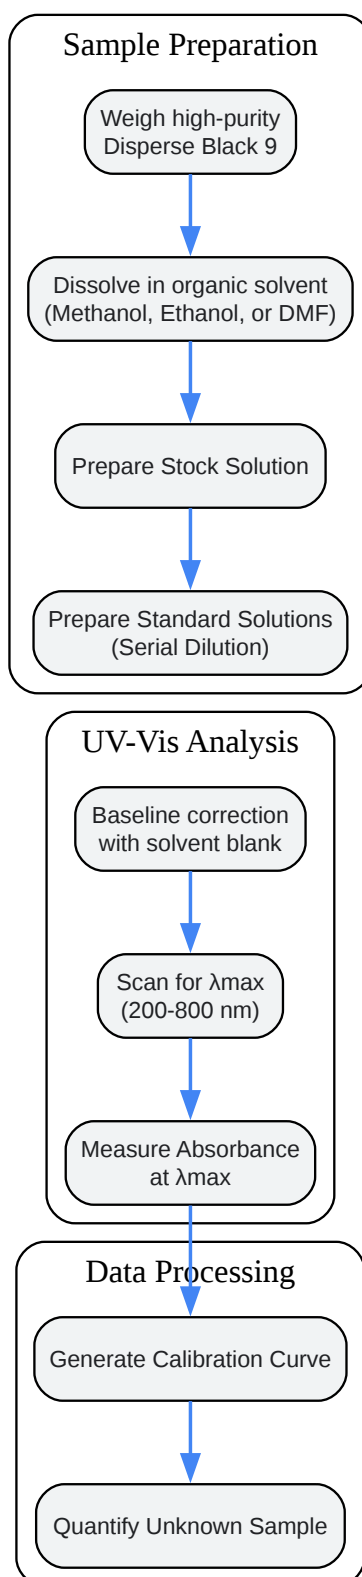 Sample Preparation
Weigh high-purity
Disperse Black 9
Dissolve in organic solvent
(Methanol, Ethanol, or DMF)
Prepare Stock Solution
Prepare Standard Solutions
(Serial Dilution)
UV-Vis Analysis
Baseline correction
with solvent blank
Scan for λmax
(200-800 nm)
Measure Absorbance
at λmax
Data Processing
Generate Calibration Curve
Quantify Unknown Sample